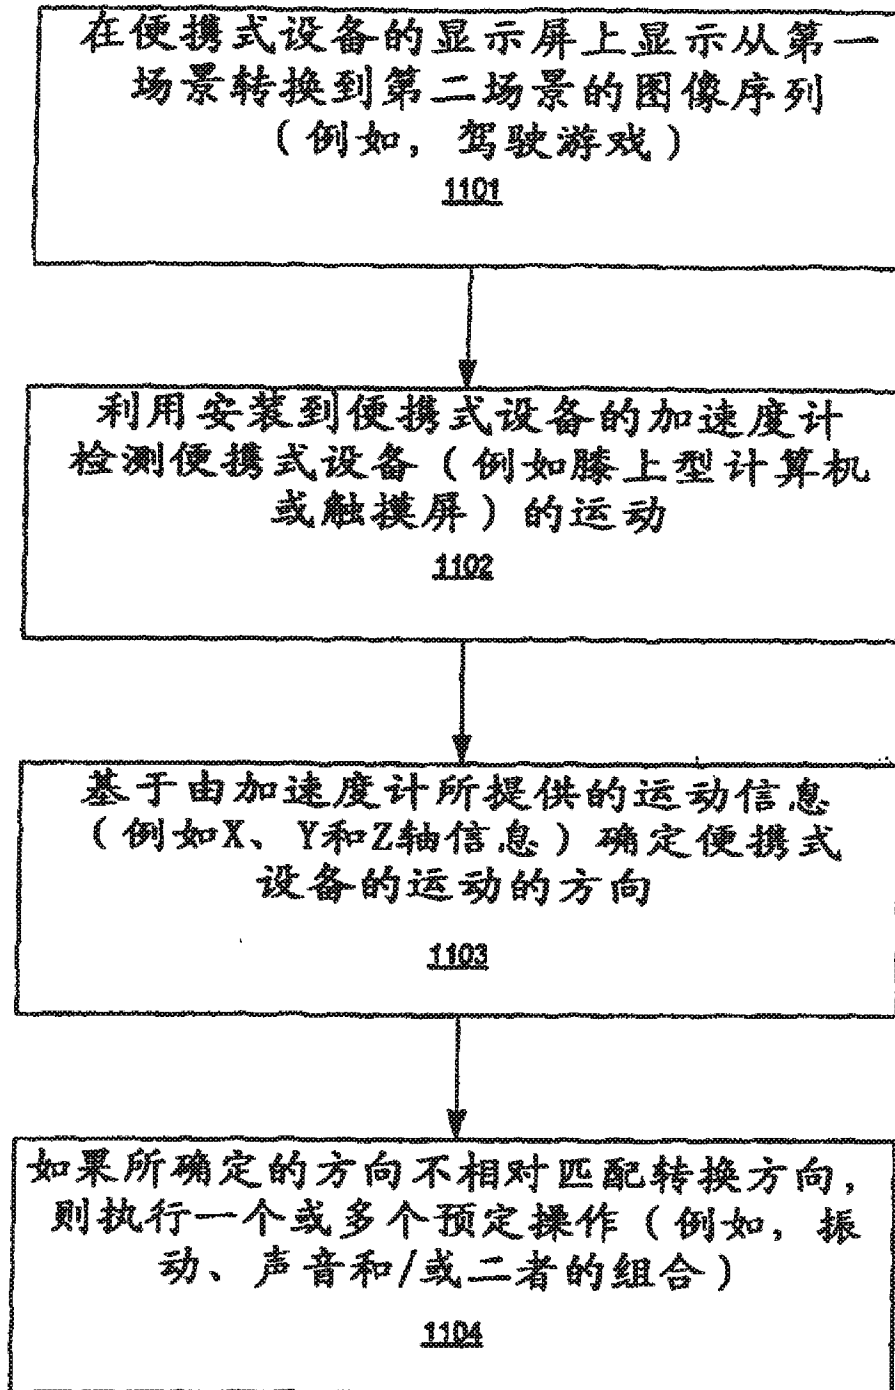 在便携式设备的显示屏上显示从第一
场景转换到第二场景的图像序列
（例如，驾驶游戏）
1101
利用安装到便携式设备的加速度计
检测便携式设备（例如膝上型计算机
或触摸屏）的运动
1102
基于由加速度计所提供的运动信息
（例如X、Y和Z轴信息）确定便携式
设备的运动的方向
1103
如果所确定的方向不相对匹配转换方向，
则执行一个或多个预定操作（例如，振
动、声音和/或二者的组合）
1104